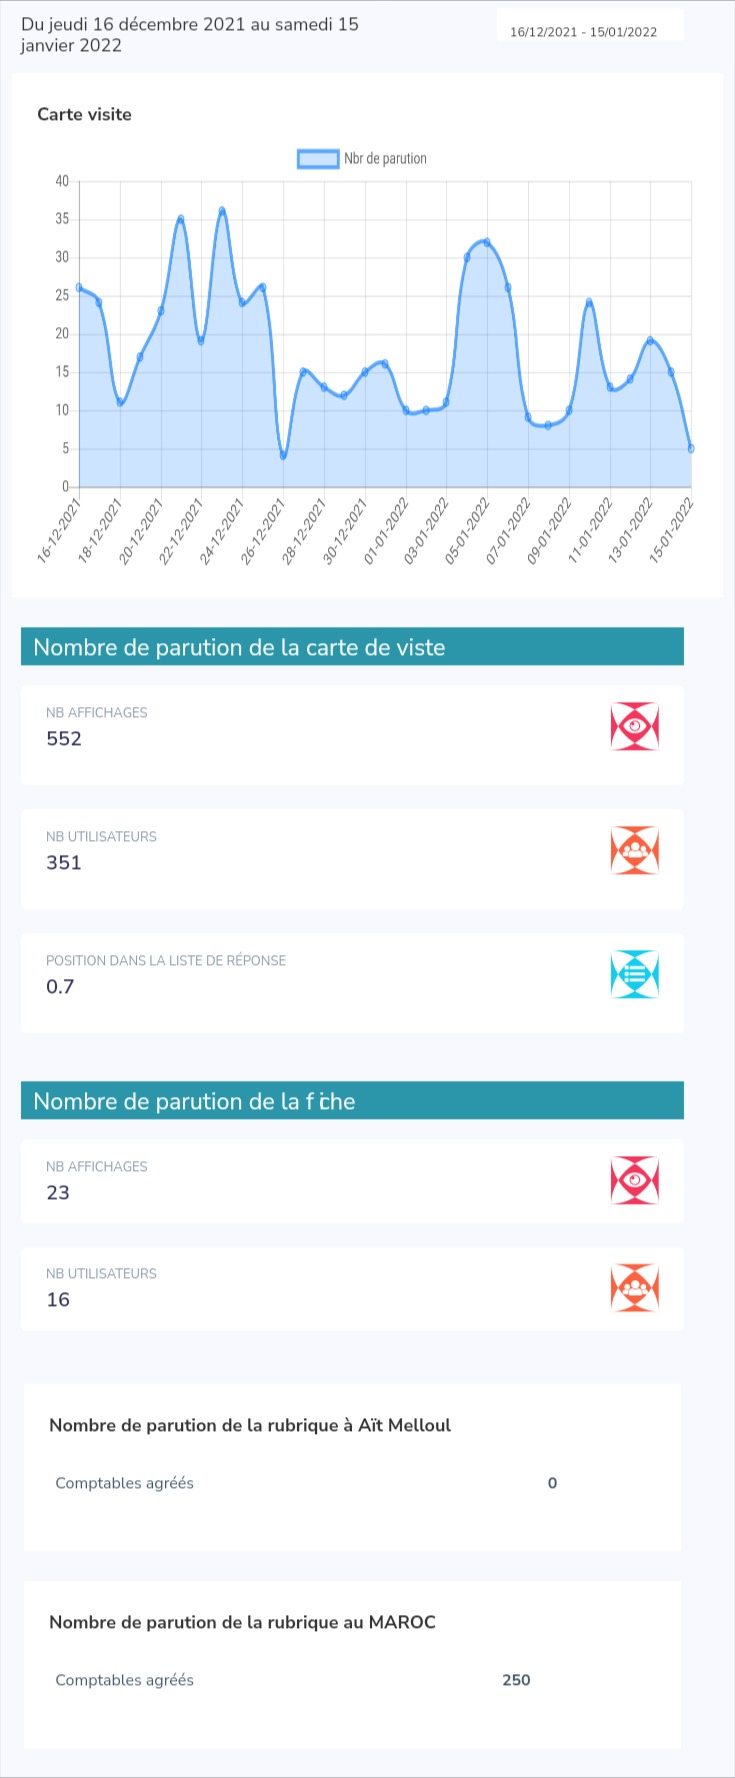 Du jeudi 16 décembre 2021 au samedi 15
janvier 2022
16/12/2021 - 15/01/2022
Carte visite
Nbr de parution
40
35
30
25
20
15
10
5
0
16-12-2021
18-12-2021
20-12-2021
22-12-2021
24-12-2021
26-12-2021
28-12-2021
30-12-2021
01-01-2022
03-01-2022
05-01-2022
07-01-2022
09-01-2022
11-01-2022
13-01-2022
15-01-2022
Nombre de parution de la carte de viste
NB AFFICHAGES
552
NB UTILISATEURS
351
POSITION DANS LA LISTE DE RÉPONSE
0.7
Nombre de parution de la fiche
NB AFFICHAGES
23
NB UTILISATEURS
16
Nombre de parution de la rubrique à Aït Melloul
Comptables agréés 0
Nombre de parution de la rubrique au MAROC
Comptables agréés 250